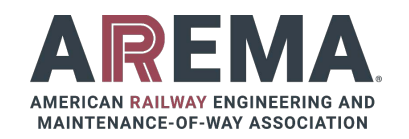 AREMA®
AMERICAN RAILWAY ENGINEERING AND
MAINTENANCE-OF-WAY ASSOCIATION